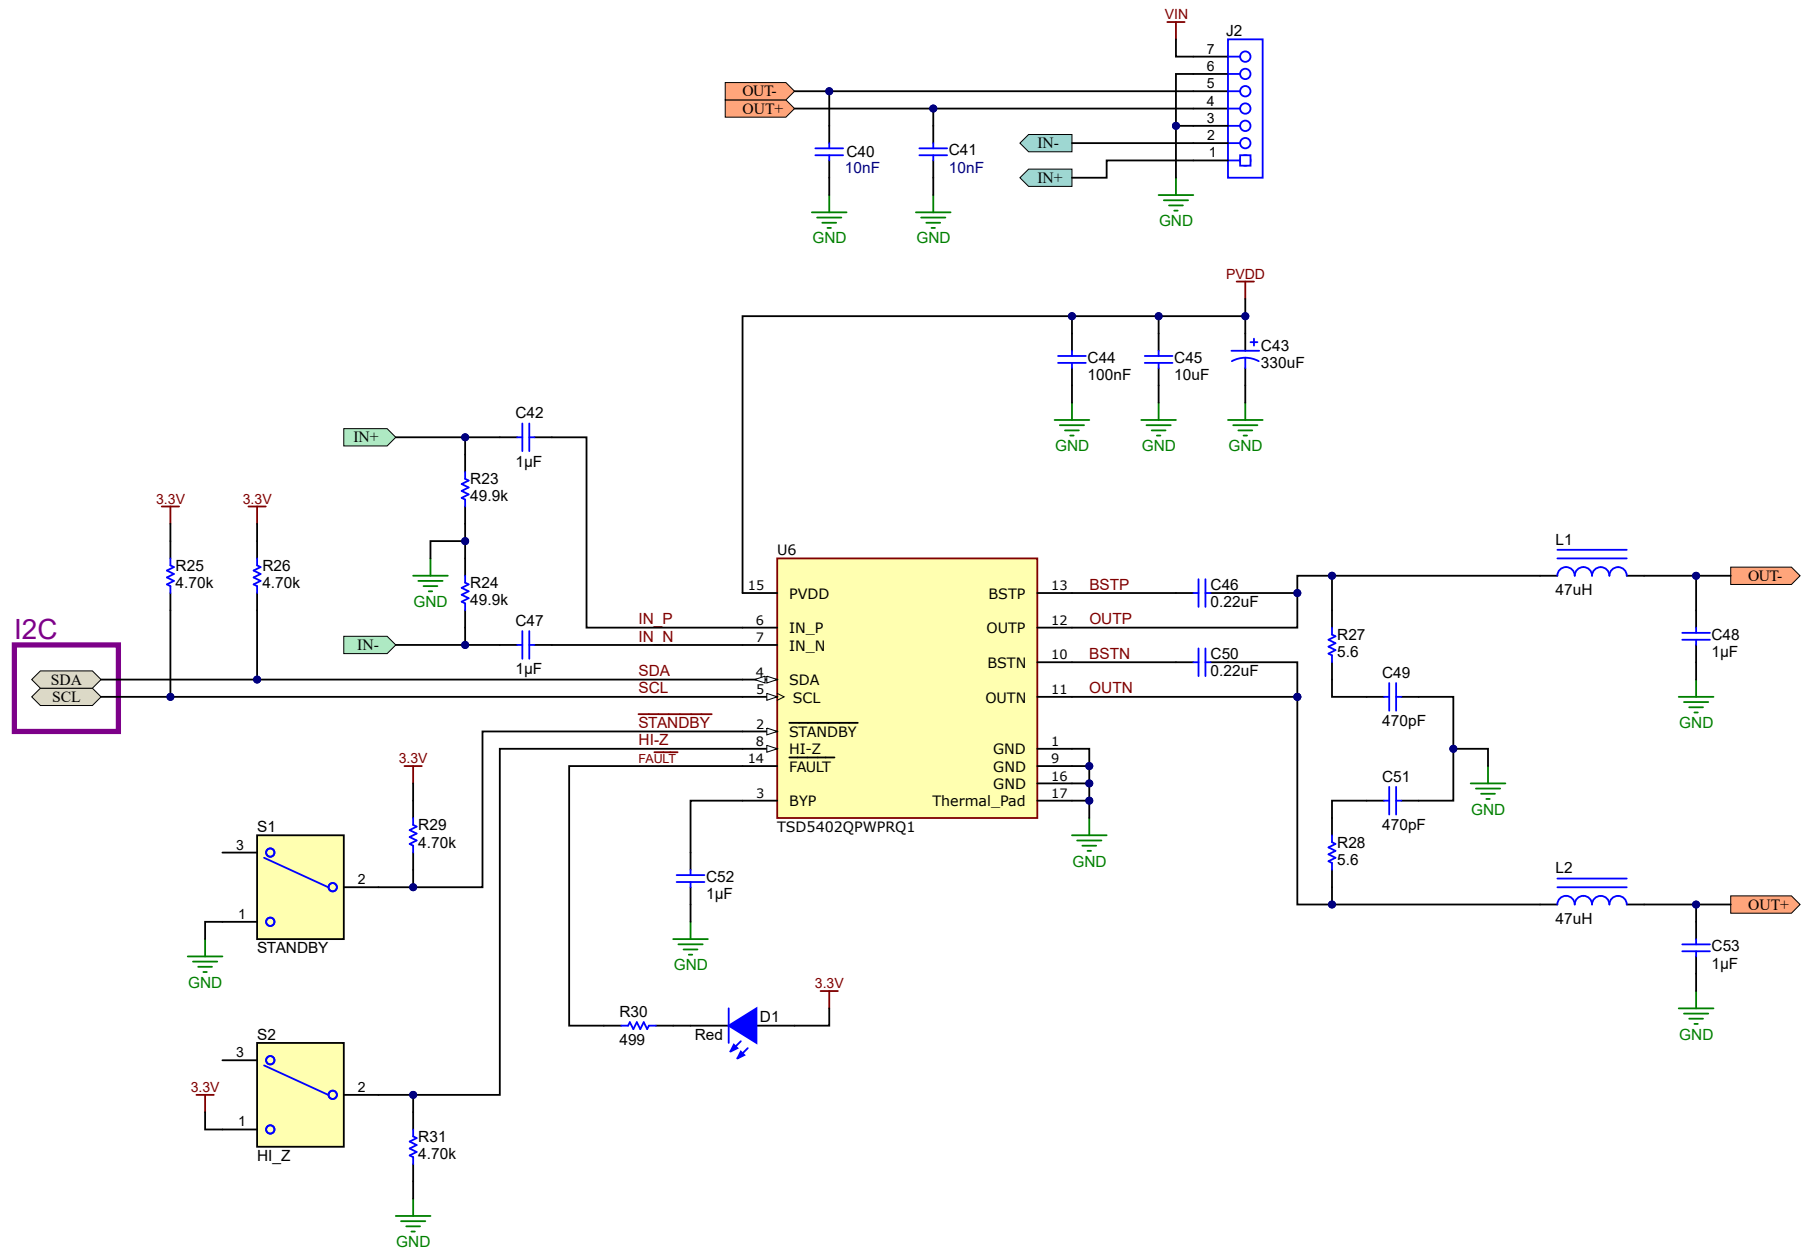 VIN
J2
7
6
5
4
3
2
1
OUT-
OUT+
C40
10nF
C41
10nF
IN-
IN+
GND
GND
GND
PVDD
C44
100nF
C45
10uF
C43
330uF
+
GND
GND
GND
C42
IN+
1µF
R23
49.9k
3.3V
3.3V
R25
4.70k
R26
4.70k
GND
R24
49.9k
C47
IN-
1µF
I2C
SDA
SCL
IN_P
IN_N
SDA
SCL
STANDBY
HI-Z
FAULT
U6
15
PVDD
6
IN_P
7
IN_N
4
SDA
5
SCL
2
STANDBY
8
HI-Z
14
FAULT
3
BYP
BSTP
13
OUTP
12
BSTN
10
OUTN
11
GND
1
GND
9
GND
16
Thermal_Pad
17
TSD5402QPWPRQ1
BSTP
OUTP
BSTN
OUTN
C46
0.22uF
C50
0.22uF
GND
L1
47uH
OUT-
R27
5.6
C48
1µF
GND
C49
470pF
C51
470pF
GND
R28
5.6
L2
47uH
OUT+
C53
1µF
GND
3.3V
R29
4.70k
S1
3
2
1
STANDBY
GND
C52
1µF
GND
3.3V
R30
499
Red
D1
S2
3
3.3V
2
1
HI_Z
R31
4.70k
GND